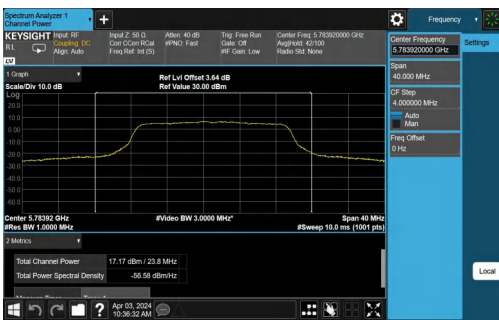 Spectrum Analyzer 1
Channel Power
Frequency
KEYSIGHT
Input: RF
Coupling: DC
Align: Auto
Input Z: 50 Ω
Corr CCorr RCal
Freq Ref: Int (S)
Atten: 40 dB
#PNO: Fast
Trig: Free Run
Gate: Off
#IF Gain: Low
Center Freq: 5.783920000 GHz
Avg|Hold: 42/100
Radio Std: None
RL
Center Frequency
5.783920000 GHz
Settings
Span
40.000 MHz
CF Step
4.000000 MHz
Auto
Man
Freq Offset
0 Hz
Local
1 Graph
Scale/Div 10.0 dB
Ref Lvl Offset 3.64 dB
Ref Value 30.00 dBm
Log
20.0
10.0
0.00
-10.0
-20.0
-30.0
-40.0
-50.0
-60.0
Center 5.78392 GHz
#Video BW 3.0000 MHz*
Span 40 MHz
#Res BW 1.0000 MHz
#Sweep 10.0 ms (1001 pts)
2 Metrics
Total Channel Power 17.17 dBm / 23.8 MHz
Total Power Spectral Density -56.58 dBm/Hz
Apr 03, 2024
10:36:32 AM